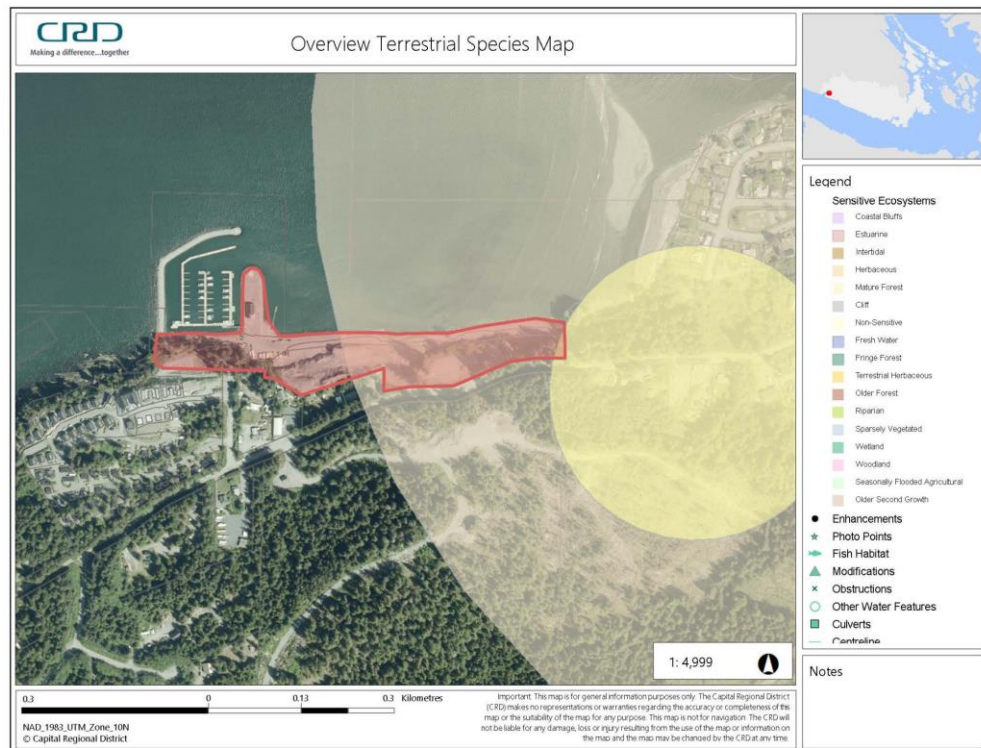 CRD
Making a difference...together
Overview Terrestrial Species Map
Legend
Sensitive Ecosystems
Coastal Bluffs
Estuarine
Intertidal
Herbaceous
Mature Forest
Cliff
Non-Sensitive
Fresh Water
Fringe Forest
Terrestrial Herbaceous
Older Forest
Riparian
Sparsely Vegetated
Wetland
Woodland
Seasonally Flooded Agricultural
Older Second Growth
Enhancements
Photo Points
Fish Habitat
Modifications
Obstructions
Other Water Features
Culverts
Centreline
Notes
1: 4,999
0.3 0 0.13 0.3 Kilometres
NAD_1983_UTM_Zone_10N
© Capital Regional District
Important: This map is for general information purposes only. The Capital Regional District
(CRD) makes no representations or warranties regarding the accuracy or completeness of this
map or the suitability of the map for any purpose. This map is not for navigation. The CRD will
not be liable for any damage, loss or injury resulting from the use of the map or information on
the map and the map may be changed by the CRD at any time.